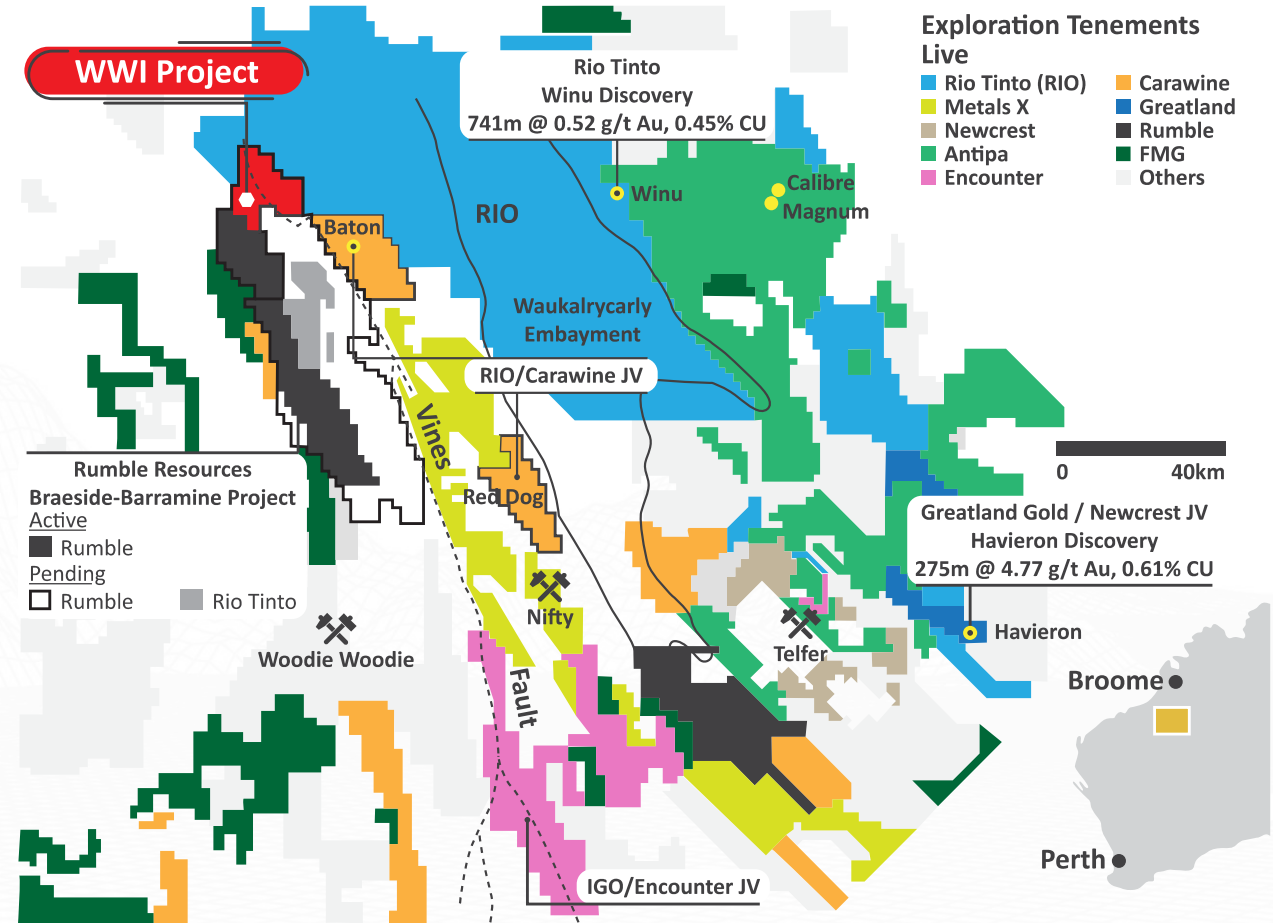 WWI Project
Exploration Tenements
Live
Rio Tinto (RIO)
Metals X
Newcrest
Antipa
Encounter
Carawine
Greatland
Rumble
FMG
Others
Rio Tinto
Winu Discovery
741m @ 0.52 g/t Au, 0.45% CU
Winu
Calibre
Magnum
RIO
Baton
Waukalrycarly
Embayment
RIO/Carawine JV
Vines
Fault
Red Dog
0 40km
Rumble Resources
Braeside-Barramine Project
Active
Rumble
Pending
Rumble
Rio Tinto
Greatland Gold / Newcrest JV
Havieron Discovery
275m @ 4.77 g/t Au, 0.61% CU
Havieron
Nifty
Woodie Woodie
Telfer
Broome
Perth
IGO/Encounter JV